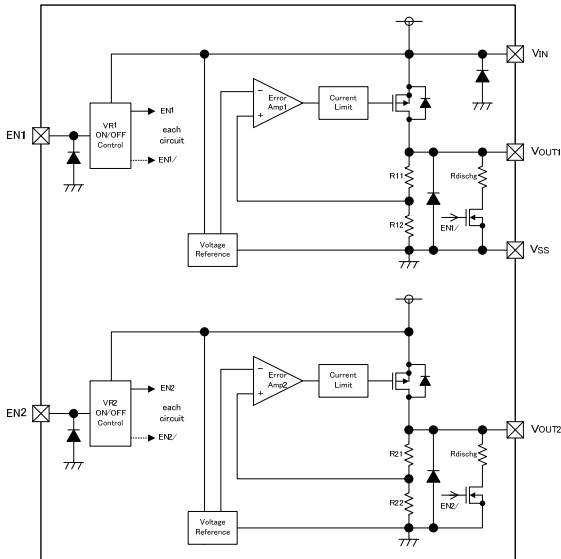 VIN
Error
Amp1
−
+
Current
Limit
EN1
VR1
ON/OFF
Control
EN1
each
circuit
EN1/
VOUT1
R11
Rdischg
R12
EN1/
Voltage
Reference
VSS
Error
Amp2
−
+
Current
Limit
EN2
VR2
ON/OFF
Control
EN2
each
circuit
EN2/
VOUT2
R21
Rdischg
R22
EN2/
Voltage
Reference